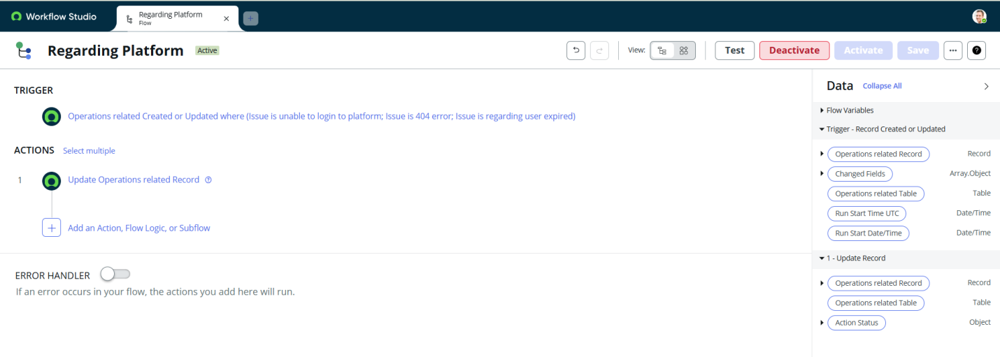 Workflow Studio
Regarding Platform
Flow
Regarding Platform
Active
View:
Test
Deactivate
Activate
Save
TRIGGER
Operations related Created or Updated where (Issue is unable to login to platform; Issue is 404 error; Issue is regarding user expired)
ACTIONS Select multiple
1 Update Operations related Record
Add an Action, Flow Logic, or Subflow
ERROR HANDLER
If an error occurs in your flow, the actions you add here will run.
Data Collapse All
Flow Variables
Trigger - Record Created or Updated
Operations related Record Record
Changed Fields Array.Object
Operations related Table Table
Run Start Time UTC Date/Time
Run Start Date/Time Date/Time
1 - Update Record
Operations related Record Record
Operations related Table Table
Action Status Object